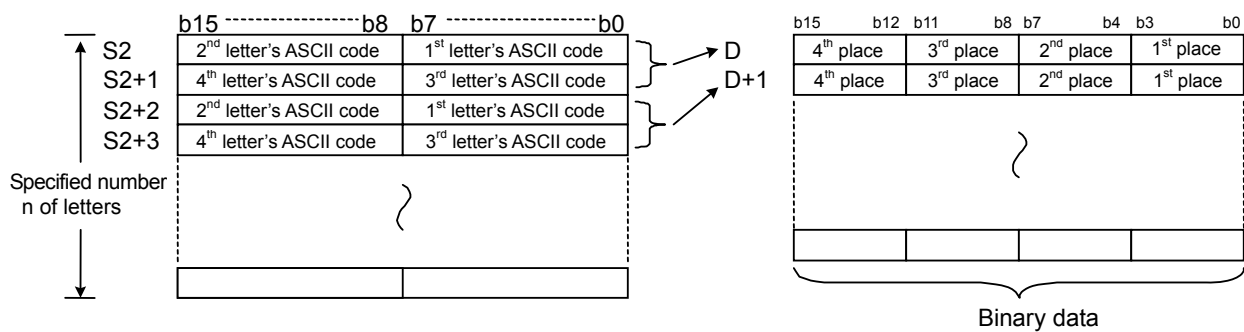 b15 b8 b7 b0
S2 2nd letter's ASCII code 1st letter's ASCII code
S2+1 4th letter's ASCII code 3rd letter's ASCII code
S2+2 2nd letter's ASCII code 1st letter's ASCII code
S2+3 4th letter's ASCII code 3rd letter's ASCII code
Specified number
n of letters
D
D+1
b15 b12 b11 b8 b7 b4 b3 b0
4th place 3rd place 2nd place 1st place
4th place 3rd place 2nd place 1st place
Binary data